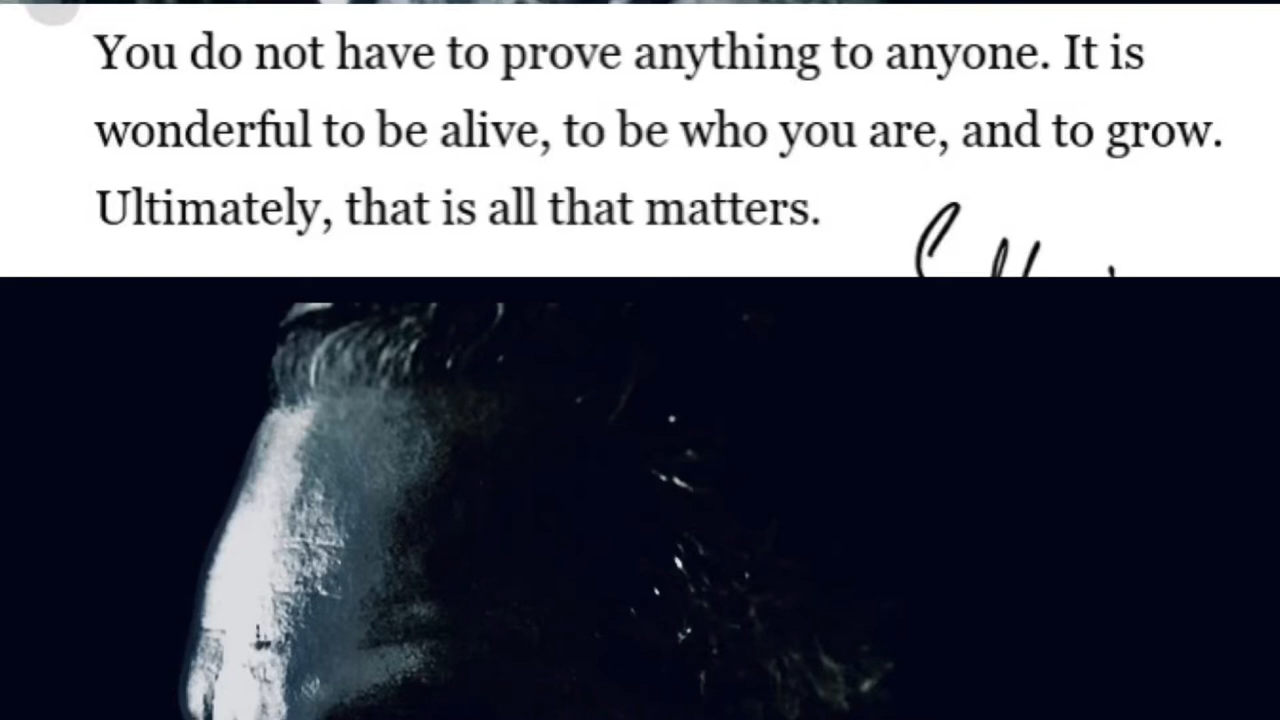 You do not have to prove anything to anyone. It is
wonderful to be alive, to be who you are, and to grow.
Ultimately, that is all that matters.